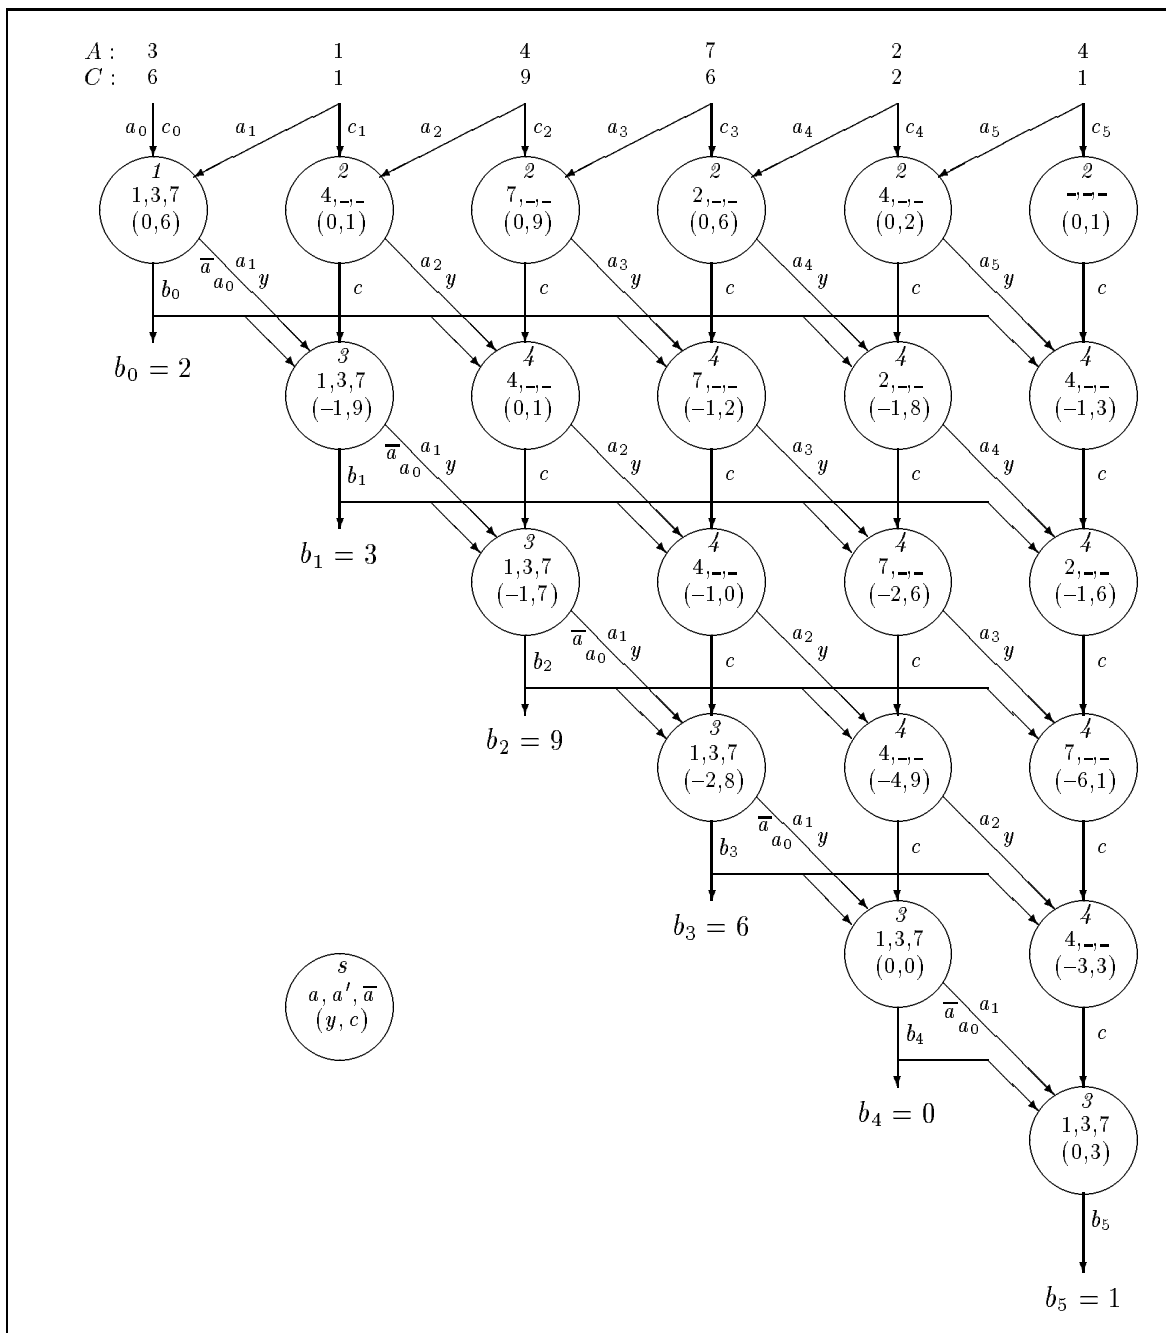 A : 3 1 4 7 2 4
C : 6 1 9 6 2 1
a₀ c₀ a₁ c₁ a₂ c₂ a₃ c₃ a₄ c₄ a₅ c₅
1 2 2 2 2 2
1,3,7 4,_,_ 7,_,_ 2,_,_ 4,_,_ _,_,_
(0,6) (0,1) (0,9) (0,6) (0,2) (0,1)
a̅ a₀ a₁ y a₂ y a₃ y a₄ y a₅ y
b₀ c c c c c
b₀ = 2
3 4 4 4 4
1,3,7 4,_,_ 7,_,_ 2,_,_ 4,_,_
(−1,9) (0,1) (−1,2) (−1,8) (−1,3)
a̅ a₀ a₁ y a₂ y a₃ y a₄ y
b₁ c c c c
b₁ = 3
3 4 4 4
1,3,7 4,_,_ 7,_,_ 2,_,_
(−1,7) (−1,0) (−2,6) (−1,6)
a̅ a₀ a₁ y a₂ y a₃ y
b₂ c c c
b₂ = 9
3 4 4
1,3,7 4,_,_ 7,_,_
(−2,8) (−4,9) (−6,1)
a̅ a₀ a₁ y a₂ y
b₃ c c
b₃ = 6
3 4
1,3,7 4,_,_
(0,0) (−3,3)
s
a, a′, a̅
(y, c)
a̅ a₀ a₁
b₄ c
b₄ = 0
3
1,3,7
(0,3)
b₅
b₅ = 1